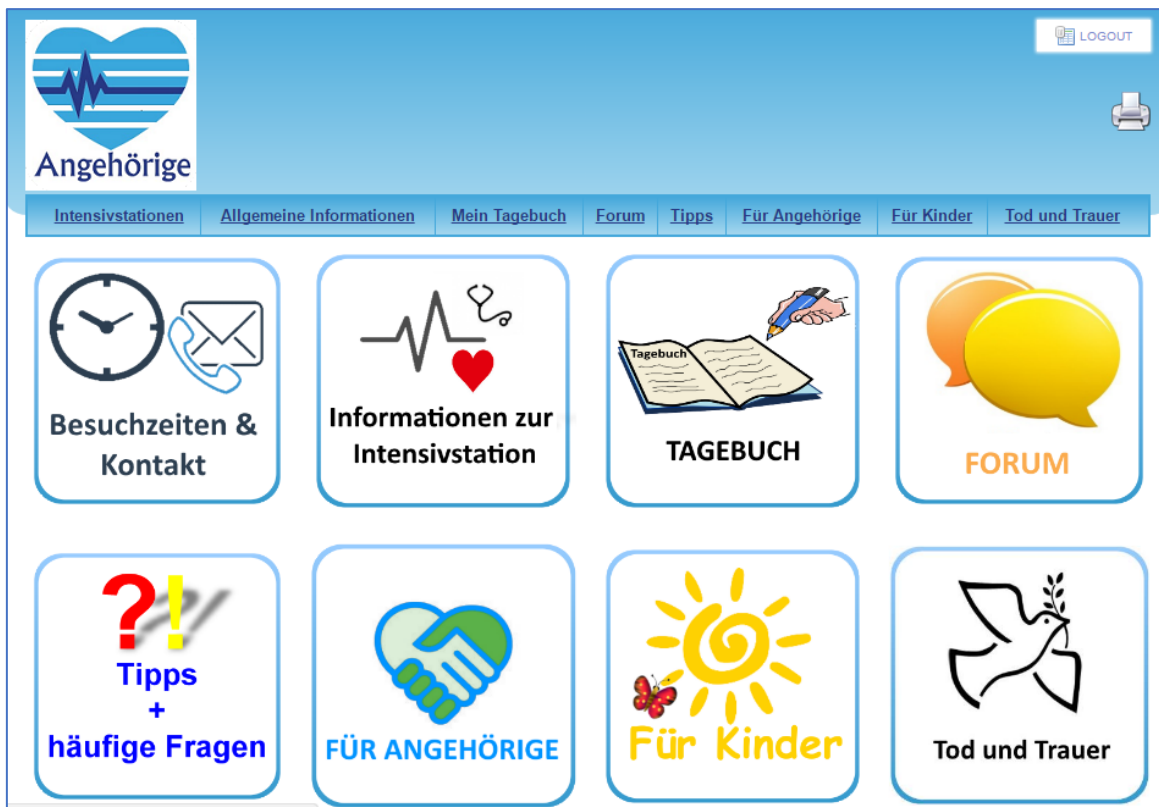 LOGOUT
Angehörige
Intensivstationen Allgemeine Informationen Mein Tagebuch Forum Tipps Für Angehörige Für Kinder Tod und Trauer
Besuchzeiten &
Kontakt
Informationen zur
Intensivstation
Tagebuch
TAGEBUCH
FORUM
?!
Tipps
+
häufige Fragen
FÜR ANGEHÖRIGE
Für Kinder
Tod und Trauer